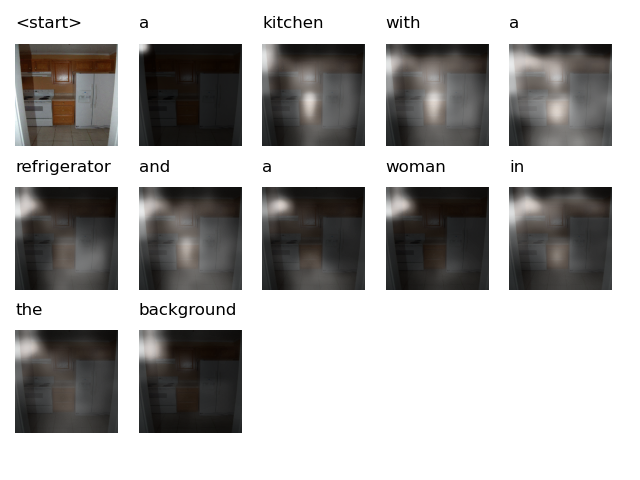 <start> a kitchen with a
refrigerator and a woman in
the background